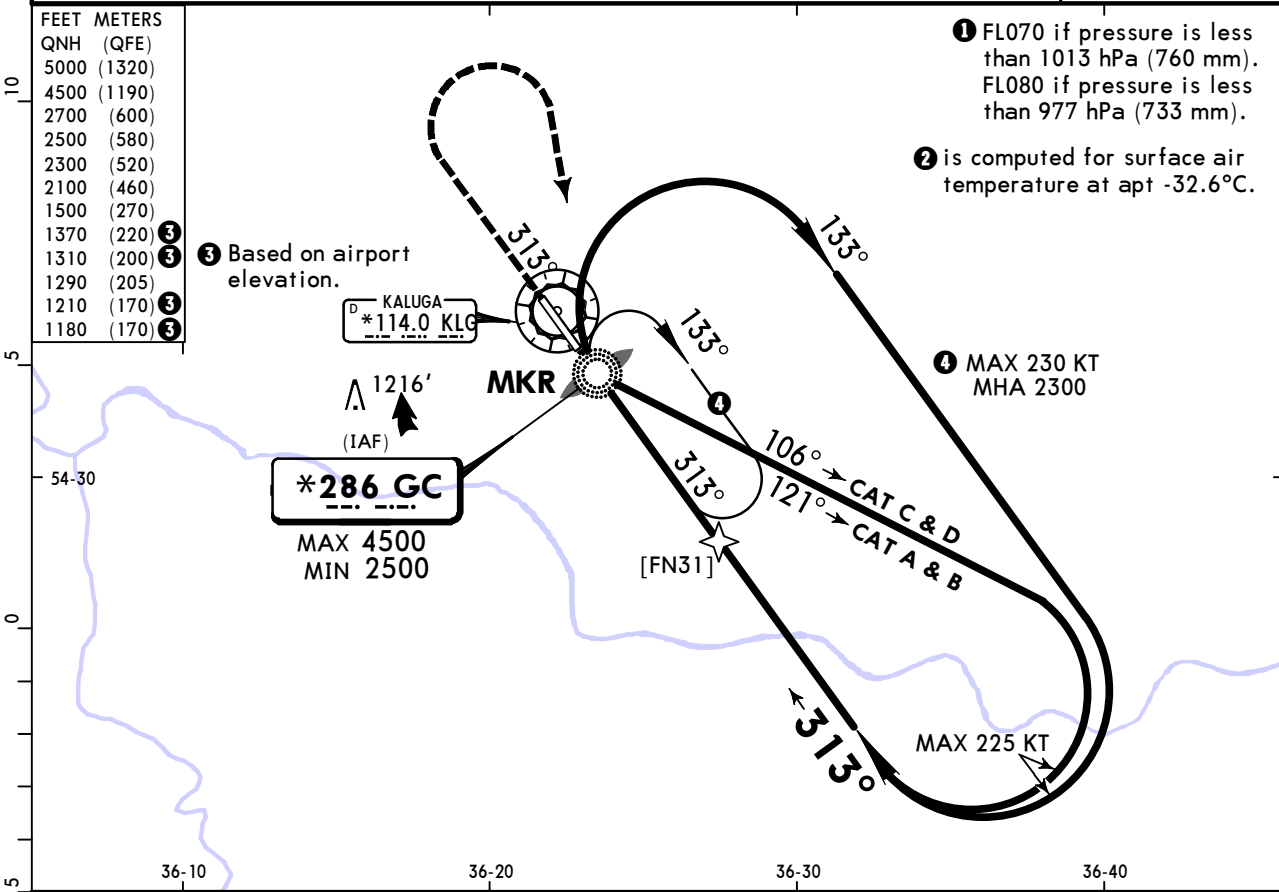 FEET METERS
QNH (QFE)
5000 (1320)
4500 (1190)
2700 (600)
2500 (580)
2300 (520)
2100 (460)
1500 (270)
1370 (220) 3
1310 (200) 3
1290 (205)
1210 (170) 3
1180 (170) 3
3 Based on airport
elevation.
1 FL070 if pressure is less
than 1013 hPa (760 mm).
FL080 if pressure is less
than 977 hPa (733 mm).
2 is computed for surface air
temperature at apt -32.6°C.
313°
133°
D KALUGA
*114.0 KLG
133°
4 MAX 230 KT
MHA 2300
MKR
1216'
4
(IAF)
*286 GC
MAX 4500
MIN 2500
313°
106° → CAT C & D
121° → CAT A & B
[FN31]
313°
MAX 225 KT
10
5
54-30
0
5
36-10
36-20
36-30
36-40